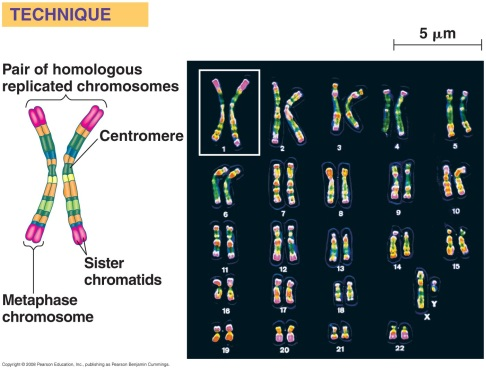 TECHNIQUE
5 μm
Pair of homologous
replicated chromosomes
Centromere
Sister
chromatids
Metaphase
chromosome
1 2 3 4 5
6 7 8 9 10
11 12 13 14 15
16 17 18 X Y
19 20 21 22
Copyright © 2008 Pearson Education, Inc., publishing as Pearson Benjamin Cummings.